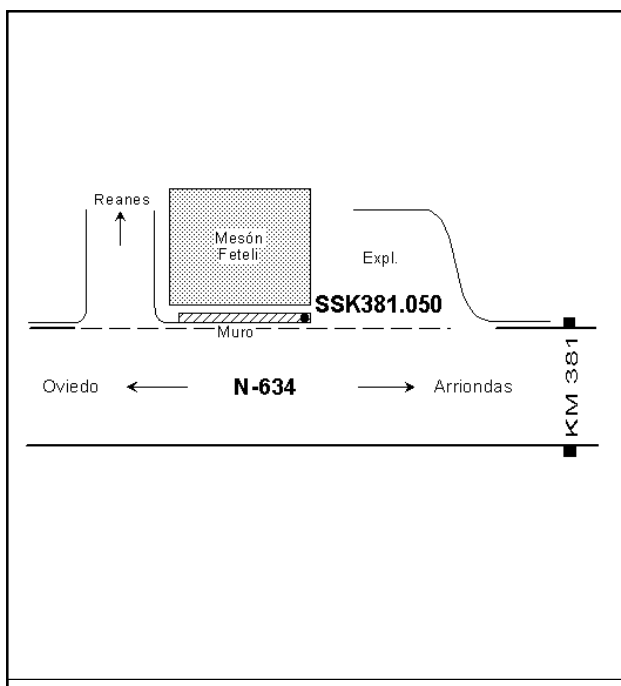 Reanes
Mesón
Feteli
Expl.
SSK381.050
Muro
Oviedo
N-634
Arriondas
KM 381